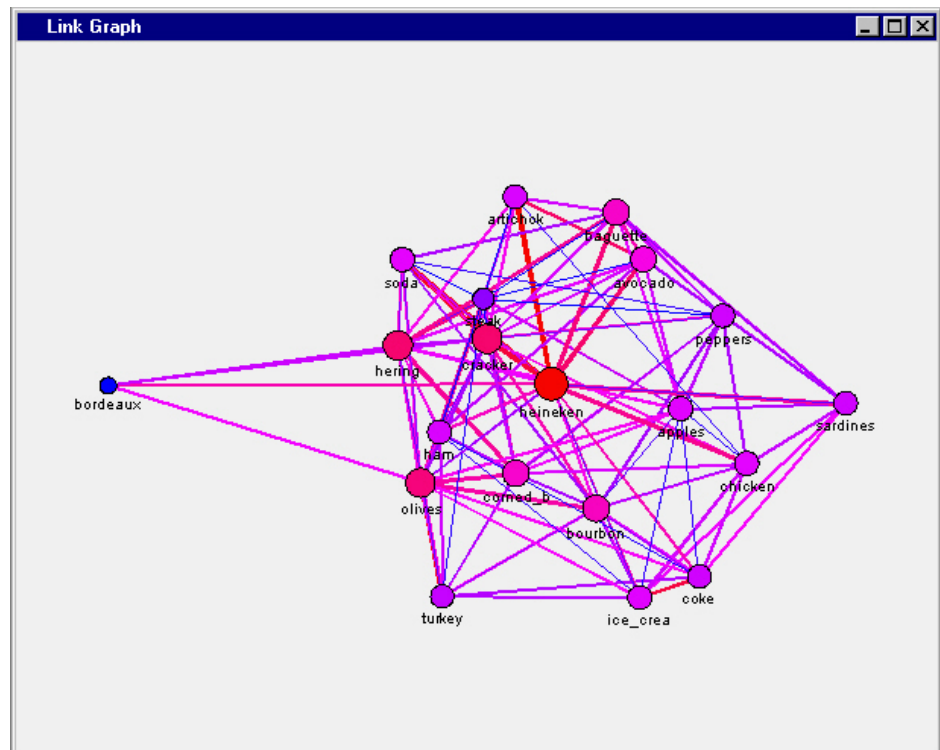 Link Graph
artichok
baguette
soda
avocado
steak
peppers
hering
cracker
bordeaux
heineken
apples
sardines
ham
olives
corned_b
chicken
bourbon
turkey
ice_crea
coke